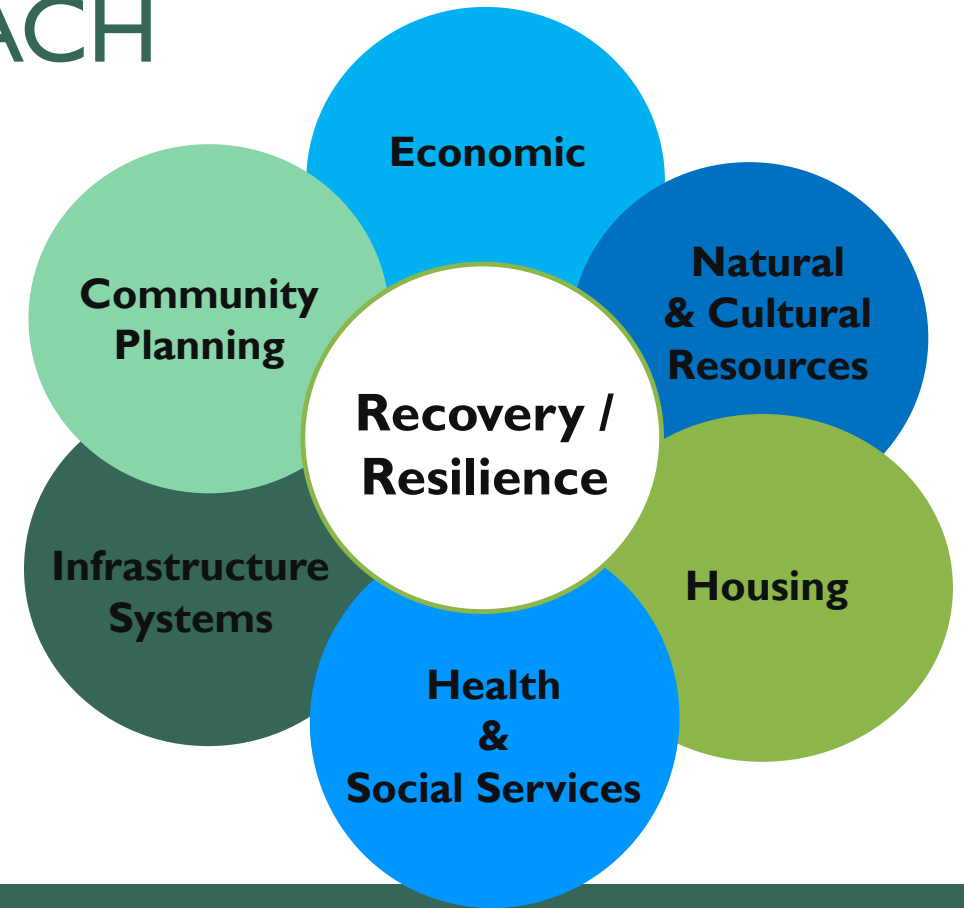 ACH
Economic
Natural
& Cultural
Resources
Community
Planning
Recovery /
Resilience
Infrastructure
Systems
Housing
Health
&
Social Services